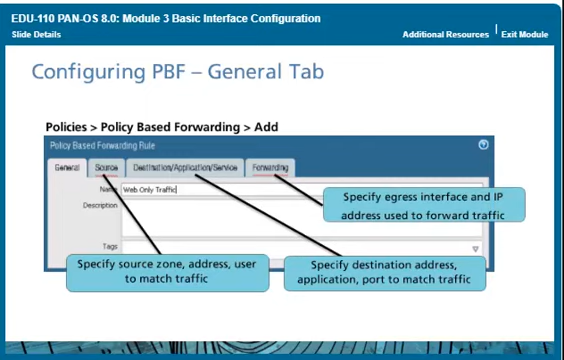 EDU-110 PAN-OS 8.0: Module 3 Basic Interface Configuration
Slide Details
Additional Resources
Exit Module
Configuring PBF – General Tab
Policies > Policy Based Forwarding > Add
Policy Based Forwarding Rule
General
Source
Destination/Application/Service
Forwarding
Name
Web Only Traffic
Description
Tags
Specify egress interface and IP
address used to forward traffic
Specify source zone, address, user
to match traffic
Specify destination address,
application, port to match traffic